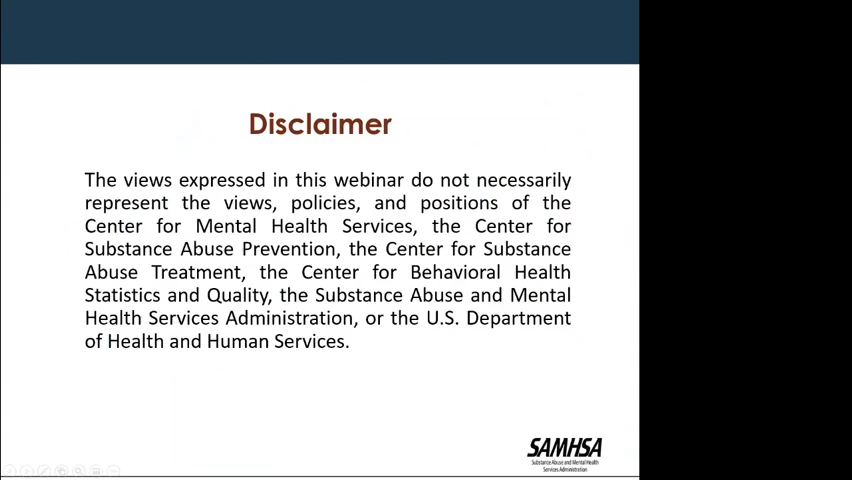 Disclaimer
The views expressed in this webinar do not necessarily
represent the views, policies, and positions of the
Center for Mental Health Services, the Center for
Substance Abuse Prevention, the Center for Substance
Abuse Treatment, the Center for Behavioral Health
Statistics and Quality, the Substance Abuse and Mental
Health Services Administration, or the U.S. Department
of Health and Human Services.
SAMHSA
Substance Abuse and Mental Health
Services Administration